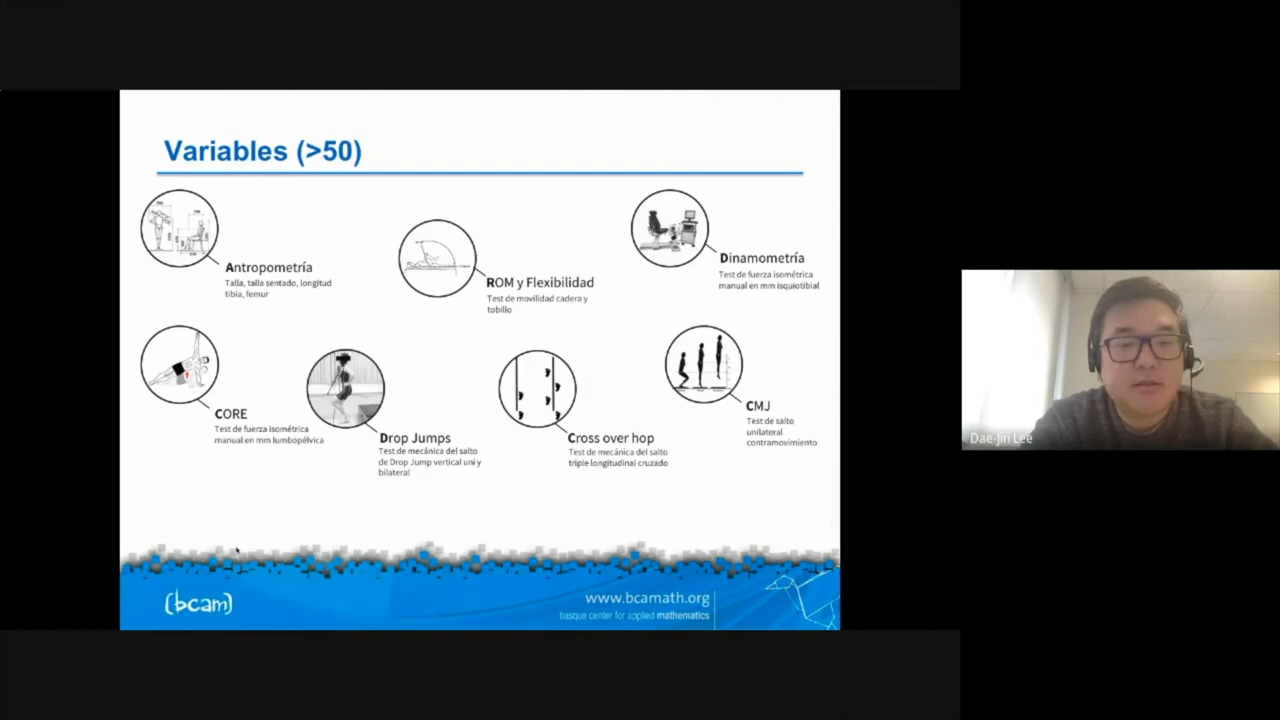 Variables (>50)
Antropometría
Talla, talla sentado, longitud
tibia, femur
ROM y Flexibilidad
Test de movilidad cadera y
tobillo
Dinamometría
Test de fuerza isométrica
manual en mm isquiotibial
CORE
Test de fuerza isométrica
manual en mm lumbopélvica
Drop Jumps
Test de mecánica del salto
de Drop Jump vertical uni y
bilateral
Cross over hop
Test de mecánica del salto
triple longitudinal cruzado
CMJ
Test de salto
unilateral
contramovimiento
(bcam)
www.bcamath.org
basque center for applied mathematics
Dae-Jin Lee